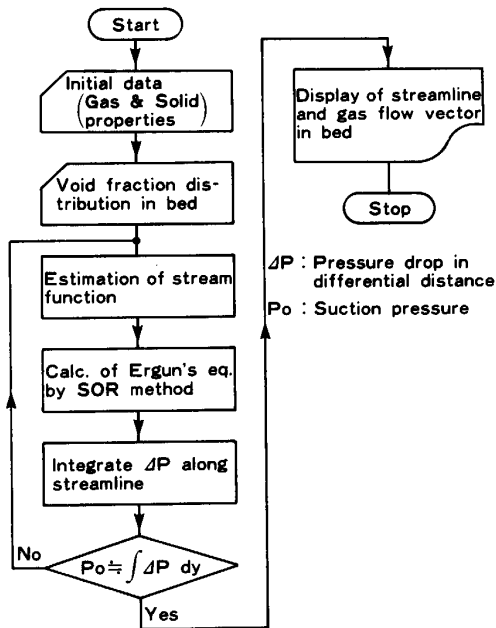 Start
Initial data
(Gas & Solid)
properties
Void fraction dis-
tribution in bed
Estimation of stream
function
Calc. of Ergun's eq.
by SOR method
Integrate ΔP along
streamline
Po≒∫ΔP dy
No
Yes
Display of streamline
and gas flow vector
in bed
Stop
ΔP : Pressure drop in
differential distance
Po : Suction pressure